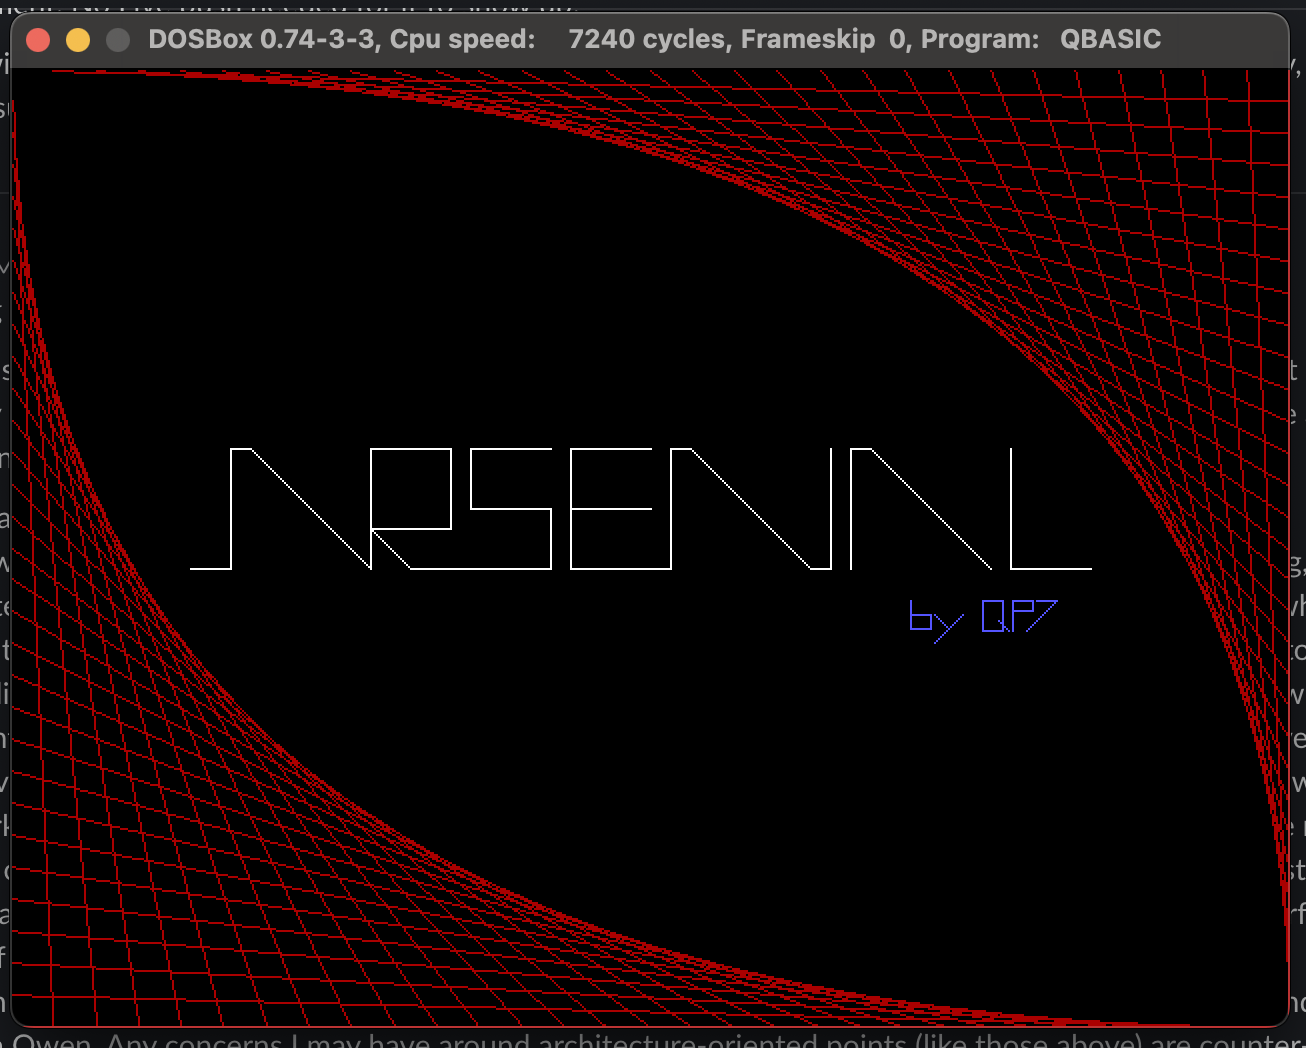 DOSBox 0.74-3-3, Cpu speed: 7240 cycles, Frameskip 0, Program: QBASIC
ARSENAL
by QP7
Owen. Any concerns I may have around architecture-oriented points (like those above) are counter